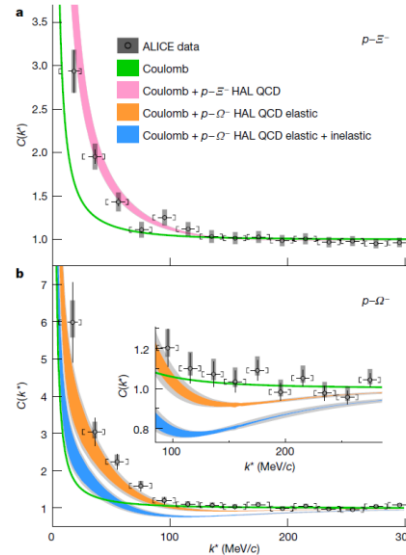 a
p–Ξ⁻
ALICE data
Coulomb
Coulomb + p–Ξ⁻ HAL QCD
Coulomb + p–Ω⁻ HAL QCD elastic
Coulomb + p–Ω⁻ HAL QCD elastic + inelastic
C(k*)
3.5
3.0
2.5
2.0
1.5
1.0
b
p–Ω⁻
C(k*)
7
6
5
4
3
2
1
C(k*)
1.2
1.0
0.8
100 200
k* (MeV/c)
0 100 200 300
k* (MeV/c)